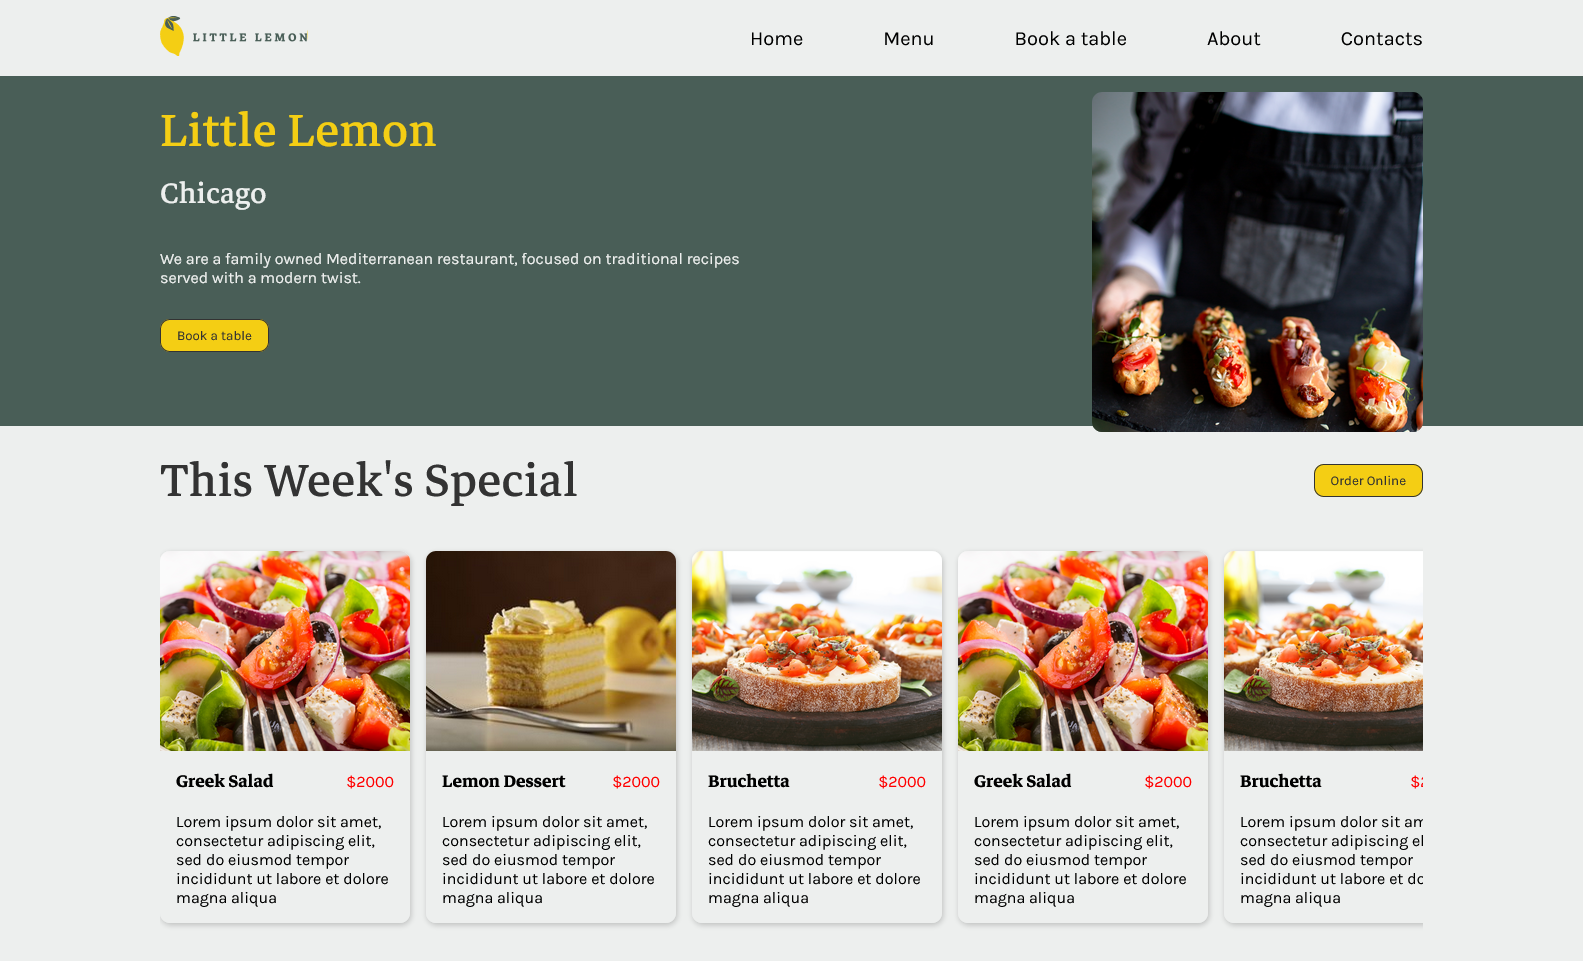 LITTLE LEMON
Home
Menu
Book a table
About
Contacts
Little Lemon
Chicago
We are a family owned Mediterranean restaurant, focused on traditional recipes
served with a modern twist.
Book a table
This Week's Special
Order Online
Greek Salad
$2000
Lorem ipsum dolor sit amet,
consectetur adipiscing elit,
sed do eiusmod tempor
incididunt ut labore et dolore
magna aliqua
Lemon Dessert
$2000
Lorem ipsum dolor sit amet,
consectetur adipiscing elit,
sed do eiusmod tempor
incididunt ut labore et dolore
magna aliqua
Bruchetta
$2000
Lorem ipsum dolor sit amet,
consectetur adipiscing elit,
sed do eiusmod tempor
incididunt ut labore et dolore
magna aliqua
Greek Salad
$2000
Lorem ipsum dolor sit amet,
consectetur adipiscing elit,
sed do eiusmod tempor
incididunt ut labore et dolore
magna aliqua
Bruchetta
Lorem ipsum dolor sit
consectetur adipiscing
sed do eiusmod tempor
incididunt ut labore et
magna aliqua